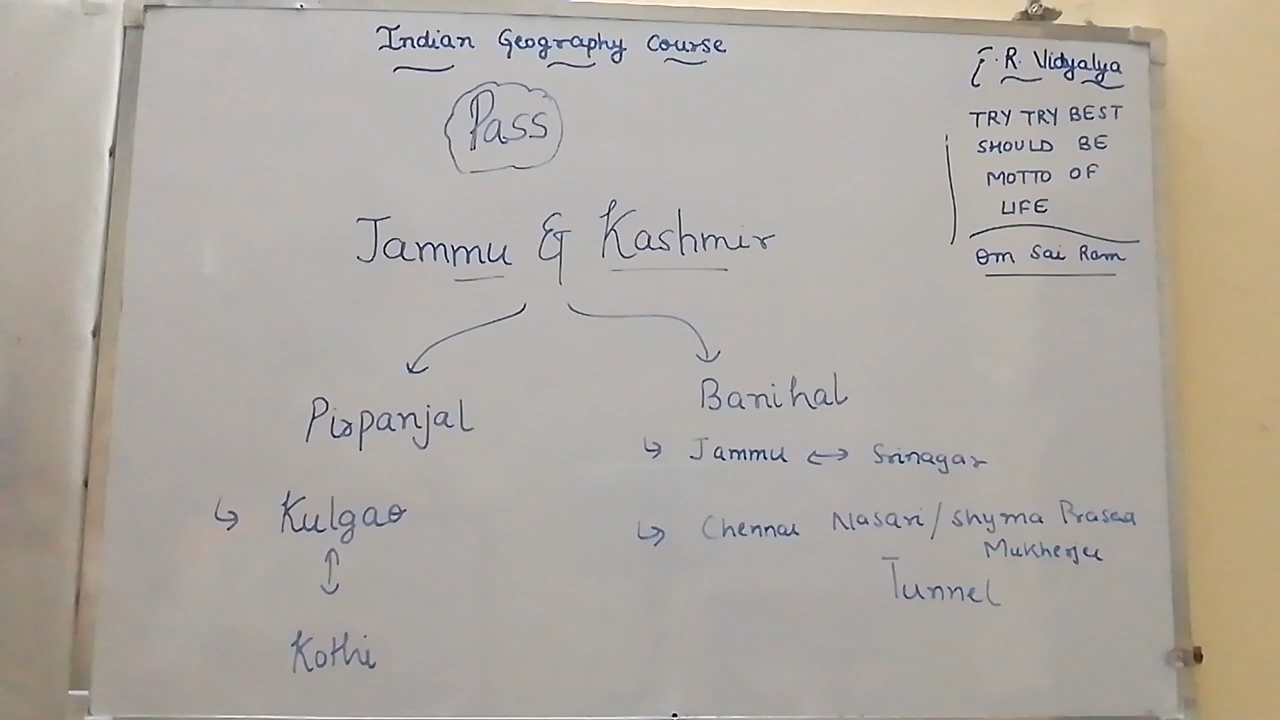 Indian Geography Course
Pass
Jammu & Kashmir
Pirpanjal
Kulgao
Kothi
Banihal
Jammu ↔ Srinagar
Chennai Nasari / Shyma Prasad
Mukherjee
Tunnel
R. Vidyalya
TRY TRY BEST
SHOULD BE
MOTTO OF
LIFE
Om Sai Ram